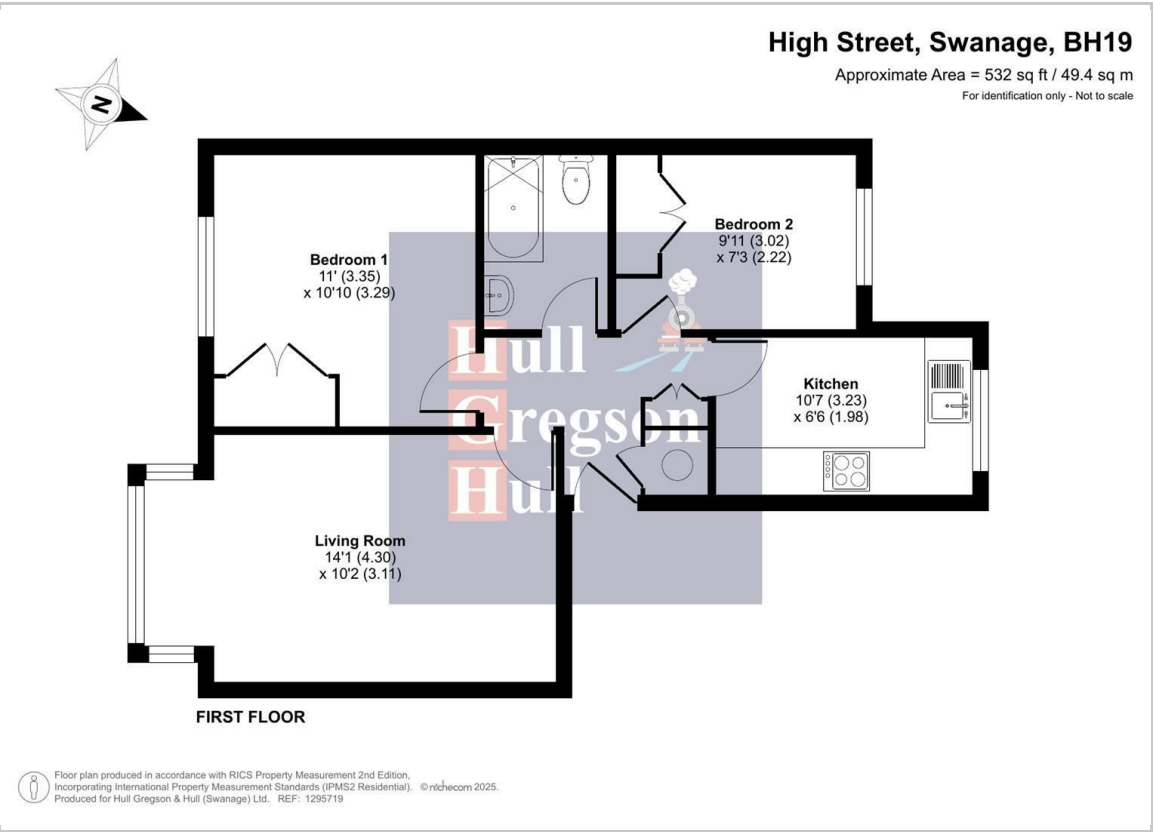 High Street, Swanage, BH19
Approximate Area = 532 sq ft / 49.4 sq m
For identification only - Not to scale
N
Bedroom 1
11' (3.35)
x 10'10 (3.29)
Bedroom 2
9'11 (3.02)
x 7'3 (2.22)
Hull
Gregson
Hull
Kitchen
10'7 (3.23)
x 6'6 (1.98)
Living Room
14'1 (4.30)
x 10'2 (3.11)
FIRST FLOOR
Floor plan produced in accordance with RICS Property Measurement 2nd Edition,
Incorporating International Property Measurement Standards (IPMS2 Residential). © nichecom 2025.
Produced for Hull Gregson & Hull (Swanage) Ltd. REF: 1295719